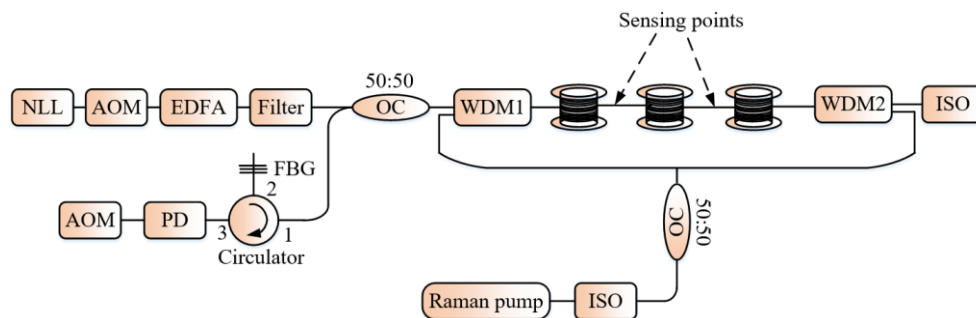 Sensing points
50:50
NLL
AOM
EDFA
Filter
OC
WDM1
WDM2
ISO
FBG
2
AOM
PD
3
1
Circulator
OC
50:50
Raman pump
ISO